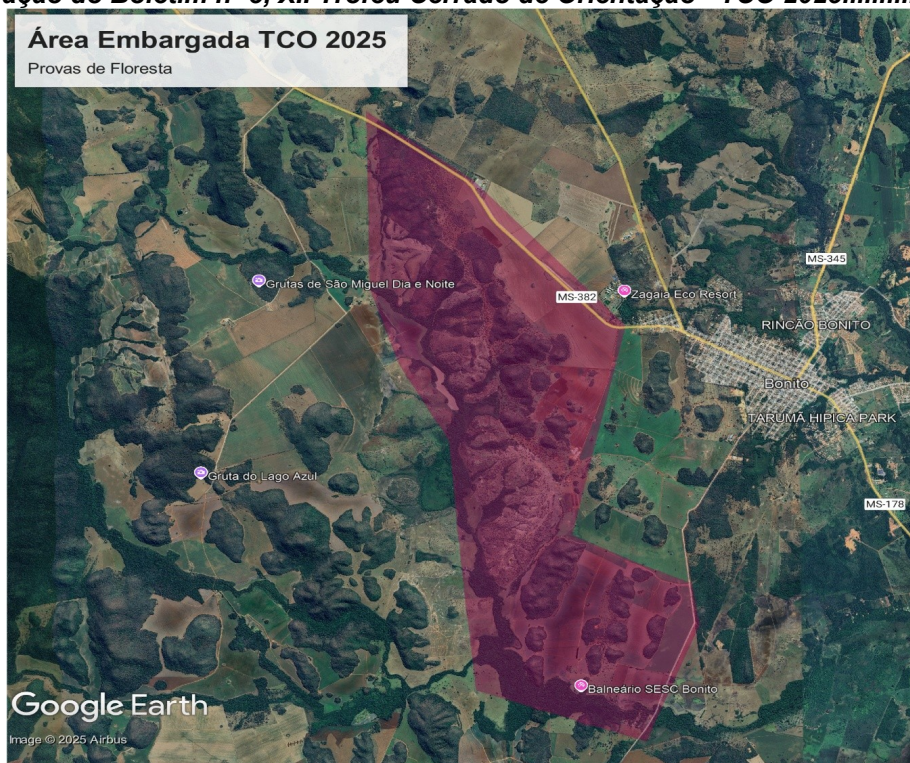 Área Embargada TCO 2025
Provas de Floresta
Grutas de São Miguel Dia e Noite
Zagaia Eco Resort
MS-382
MS-345
RINCÃO BONITO
Bonito
TARUMÃ HIPICA PARK
Gruta do Lago Azul
MS-178
Balneário SESC Bonito
Google Earth
Image © 2025 Airbus